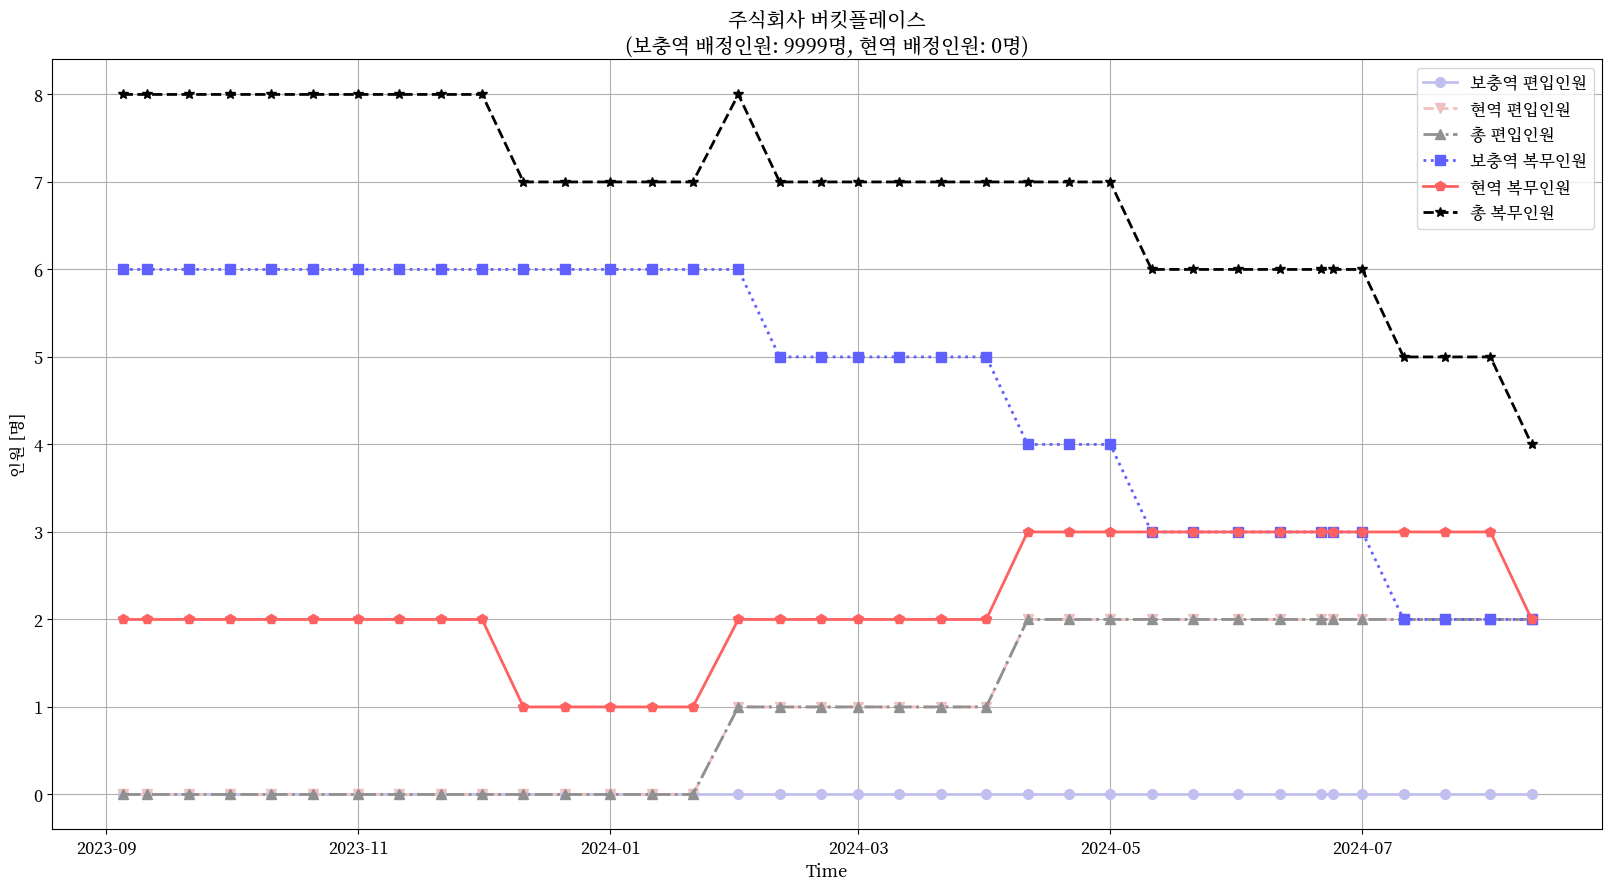 주식회사 버킷플레이스
(보충역 배정인원: 9999명, 현역 배정인원: 0명)
보충역 편입인원
현역 편입인원
총 편입인원
보충역 복무인원
현역 복무인원
총 복무인원
인원 [명]
8
7
6
5
4
3
2
1
0
2023-09
2023-11
2024-01
2024-03
2024-05
2024-07
Time